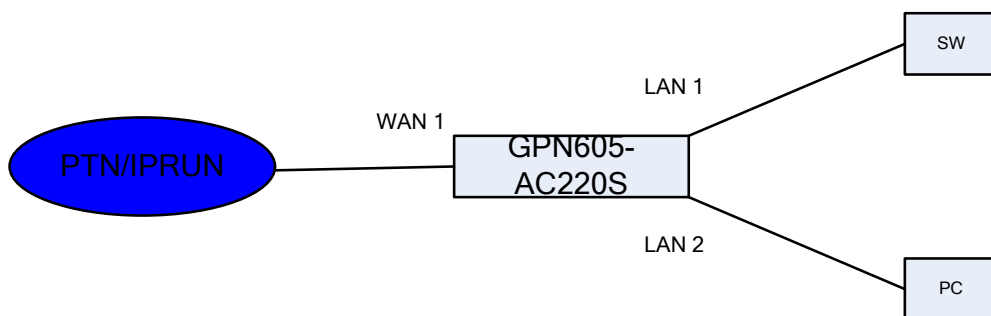 SW
LAN 1
WAN 1
PTN/IPRUN
GPN605-
AC220S
LAN 2
PC